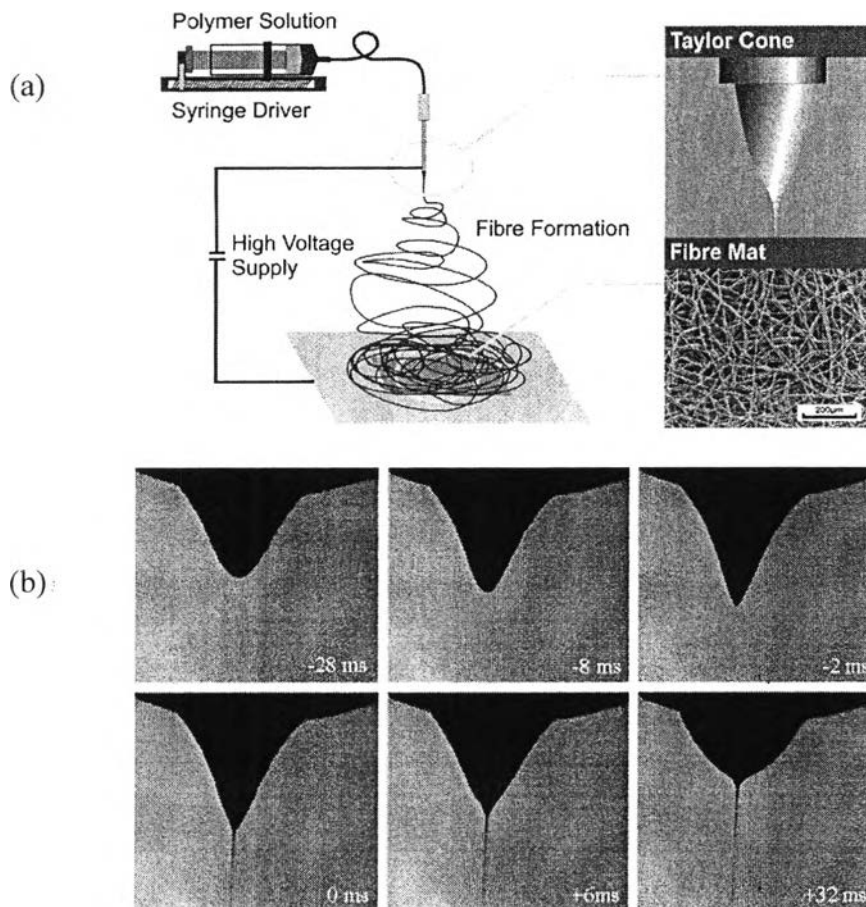 (a)
Polymer Solution
Syringe Driver
High Voltage
Supply
Fibre Formation
Taylor Cone
Fibre Mat
200µm
(b)
-28 ms
-8 ms
-2 ms
0 ms
+6ms
+32 ms